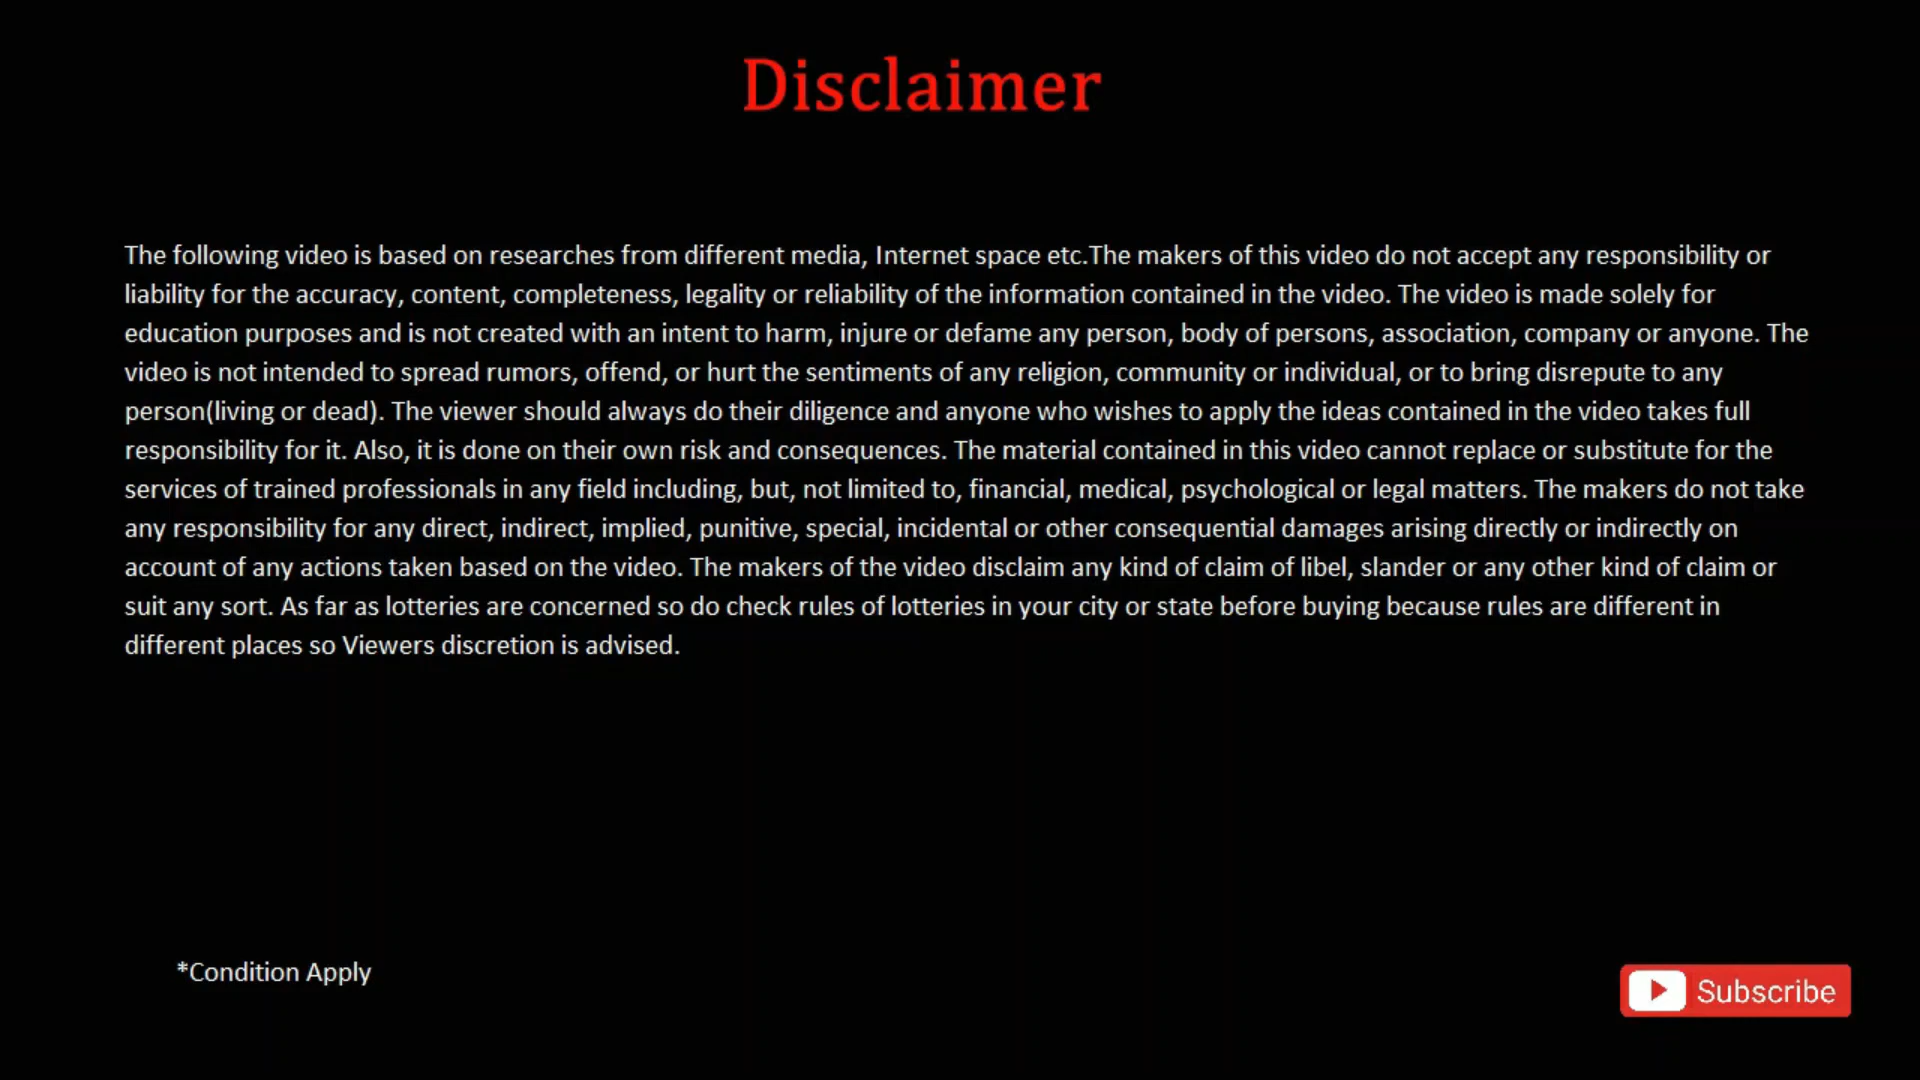 Disclaimer
The following video is based on researches from different media, Internet space etc.The makers of this video do not accept any responsibility or
liability for the accuracy, content, completeness, legality or reliability of the information contained in the video. The video is made solely for
education purposes and is not created with an intent to harm, injure or defame any person, body of persons, association, company or anyone. The
video is not intended to spread rumors, offend, or hurt the sentiments of any religion, community or individual, or to bring disrepute to any
person(living or dead). The viewer should always do their diligence and anyone who wishes to apply the ideas contained in the video takes full
responsibility for it. Also, it is done on their own risk and consequences. The material contained in this video cannot replace or substitute for the
services of trained professionals in any field including, but, not limited to, financial, medical, psychological or legal matters. The makers do not take
any responsibility for any direct, indirect, implied, punitive, special, incidental or other consequential damages arising directly or indirectly on
account of any actions taken based on the video. The makers of the video disclaim any kind of claim of libel, slander or any other kind of claim or
suit any sort. As far as lotteries are concerned so do check rules of lotteries in your city or state before buying because rules are different in
different places so Viewers discretion is advised.
*Condition Apply
Subscribe